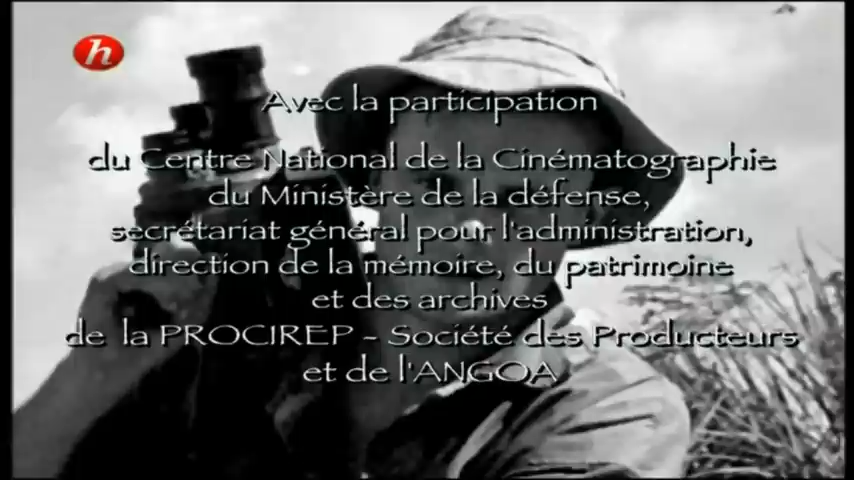 h
Avec la participation
du Centre National de la Cinématographie
du Ministère de la défense,
secrétariat général pour l'administration,
direction de la mémoire, du patrimoine
et des archives
de la PROCIREP - Société des Producteurs
et de l'ANGOA